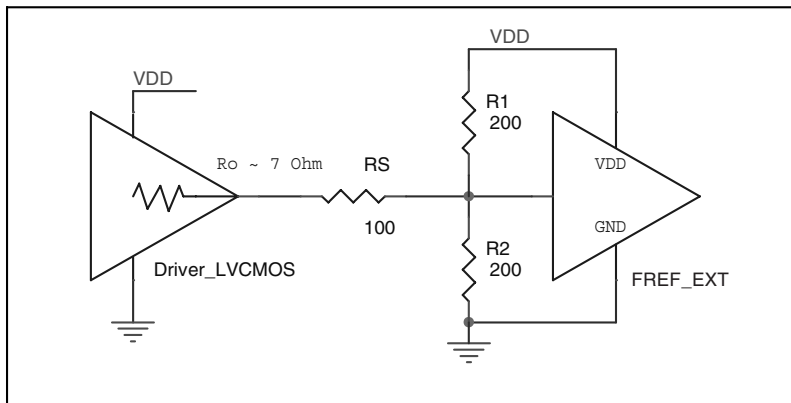 VDD
VDD
R1
200
Ro ~ 7 Ohm
RS
VDD
100
GND
R2
200
Driver_LVCMOS
FREF_EXT